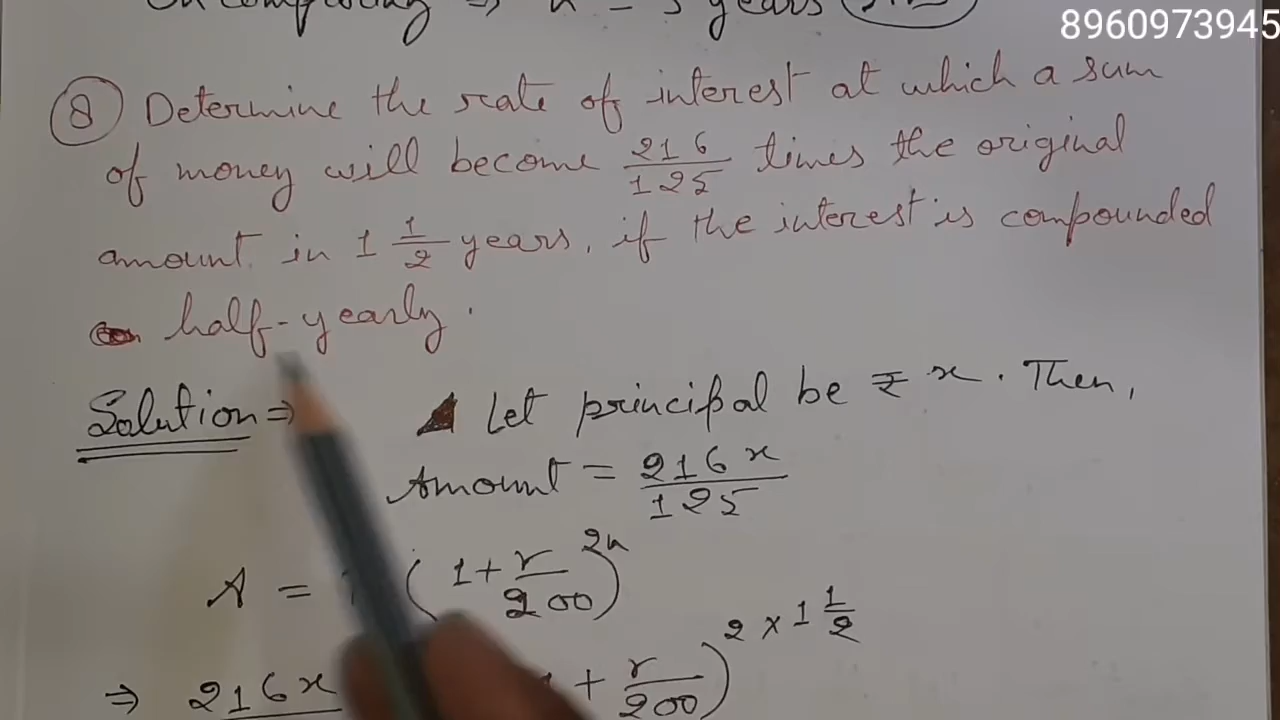 ⇒ = 3 years
8960973945
⑧ Determine the rate of interest at which a sum
of money will become 216/125 times the original
amount in 1 1/2 years, if the interest is compounded
half-yearly.
Solution ⇒ Let principal be ₹ x. Then,
Amount = 216x/125
A = (1 + r/200)^2n
⇒ 216x + r/200)^2 × 1 1/2